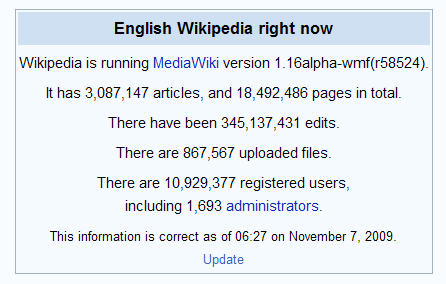 English Wikipedia right now
Wikipedia is running MediaWiki version 1.16alpha-wmf(r58524).
It has 3,087,147 articles, and 18,492,486 pages in total.
There have been 345,137,431 edits.
There are 867,567 uploaded files.
There are 10,929,377 registered users,
including 1,693 administrators.
This information is correct as of 06:27 on November 7, 2009.
Update